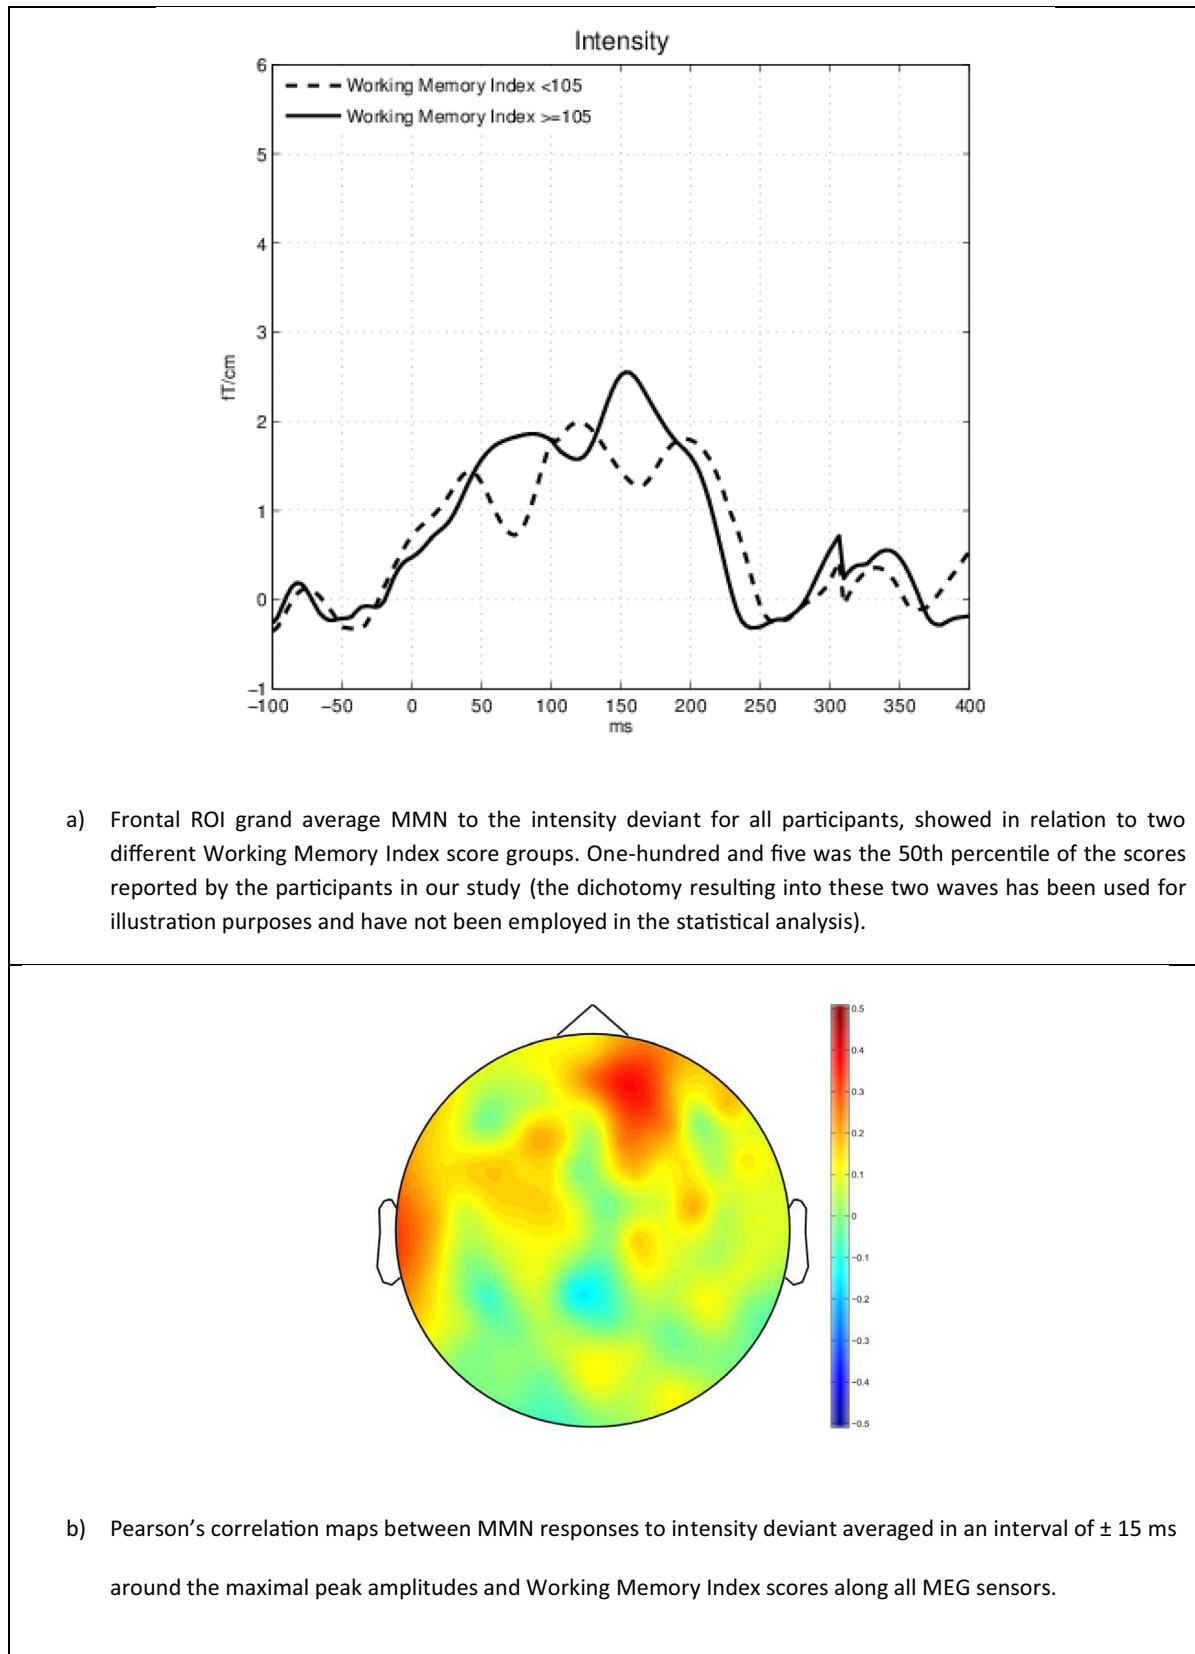 Intensity
6
Working Memory Index <105
Working Memory Index >=105
5
4
3
fT/cm
2
1
0
−1
−100 −50 0 50 100 150 200 250 300 350 400
ms
a) Frontal ROI grand average MMN to the intensity deviant for all participants, showed in relation to two
different Working Memory Index score groups. One-hundred and five was the 50th percentile of the scores
reported by the participants in our study (the dichotomy resulting into these two waves has been used for
illustration purposes and have not been employed in the statistical analysis).
0.5
0.4
0.3
0.2
0.1
0
−0.1
−0.2
−0.3
−0.4
−0.5
b) Pearson’s correlation maps between MMN responses to intensity deviant averaged in an interval of ± 15 ms
around the maximal peak amplitudes and Working Memory Index scores along all MEG sensors.